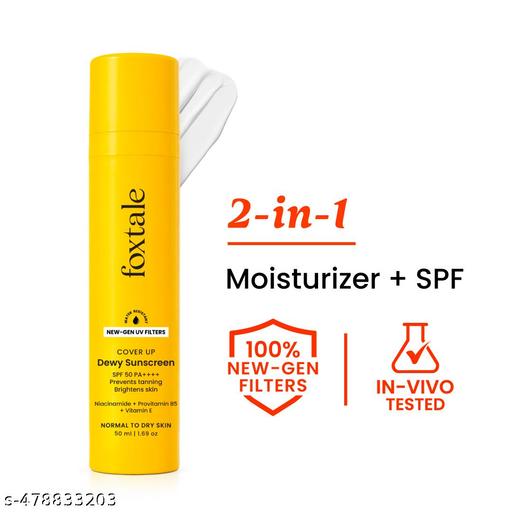 foxtale
WATER RESISTANT
NEW-GEN UV FILTERS
COVER UP
Dewy Sunscreen
SPF 50 PA++++
Prevents tanning
Brightens skin
Niacinamide + Provitamin B5
+ Vitamin E
NORMAL TO DRY SKIN
50 ml | 1.69 oz
2-in-1
Moisturizer + SPF
100%
NEW-GEN
FILTERS
IN-VIVO
TESTED
s-478833203